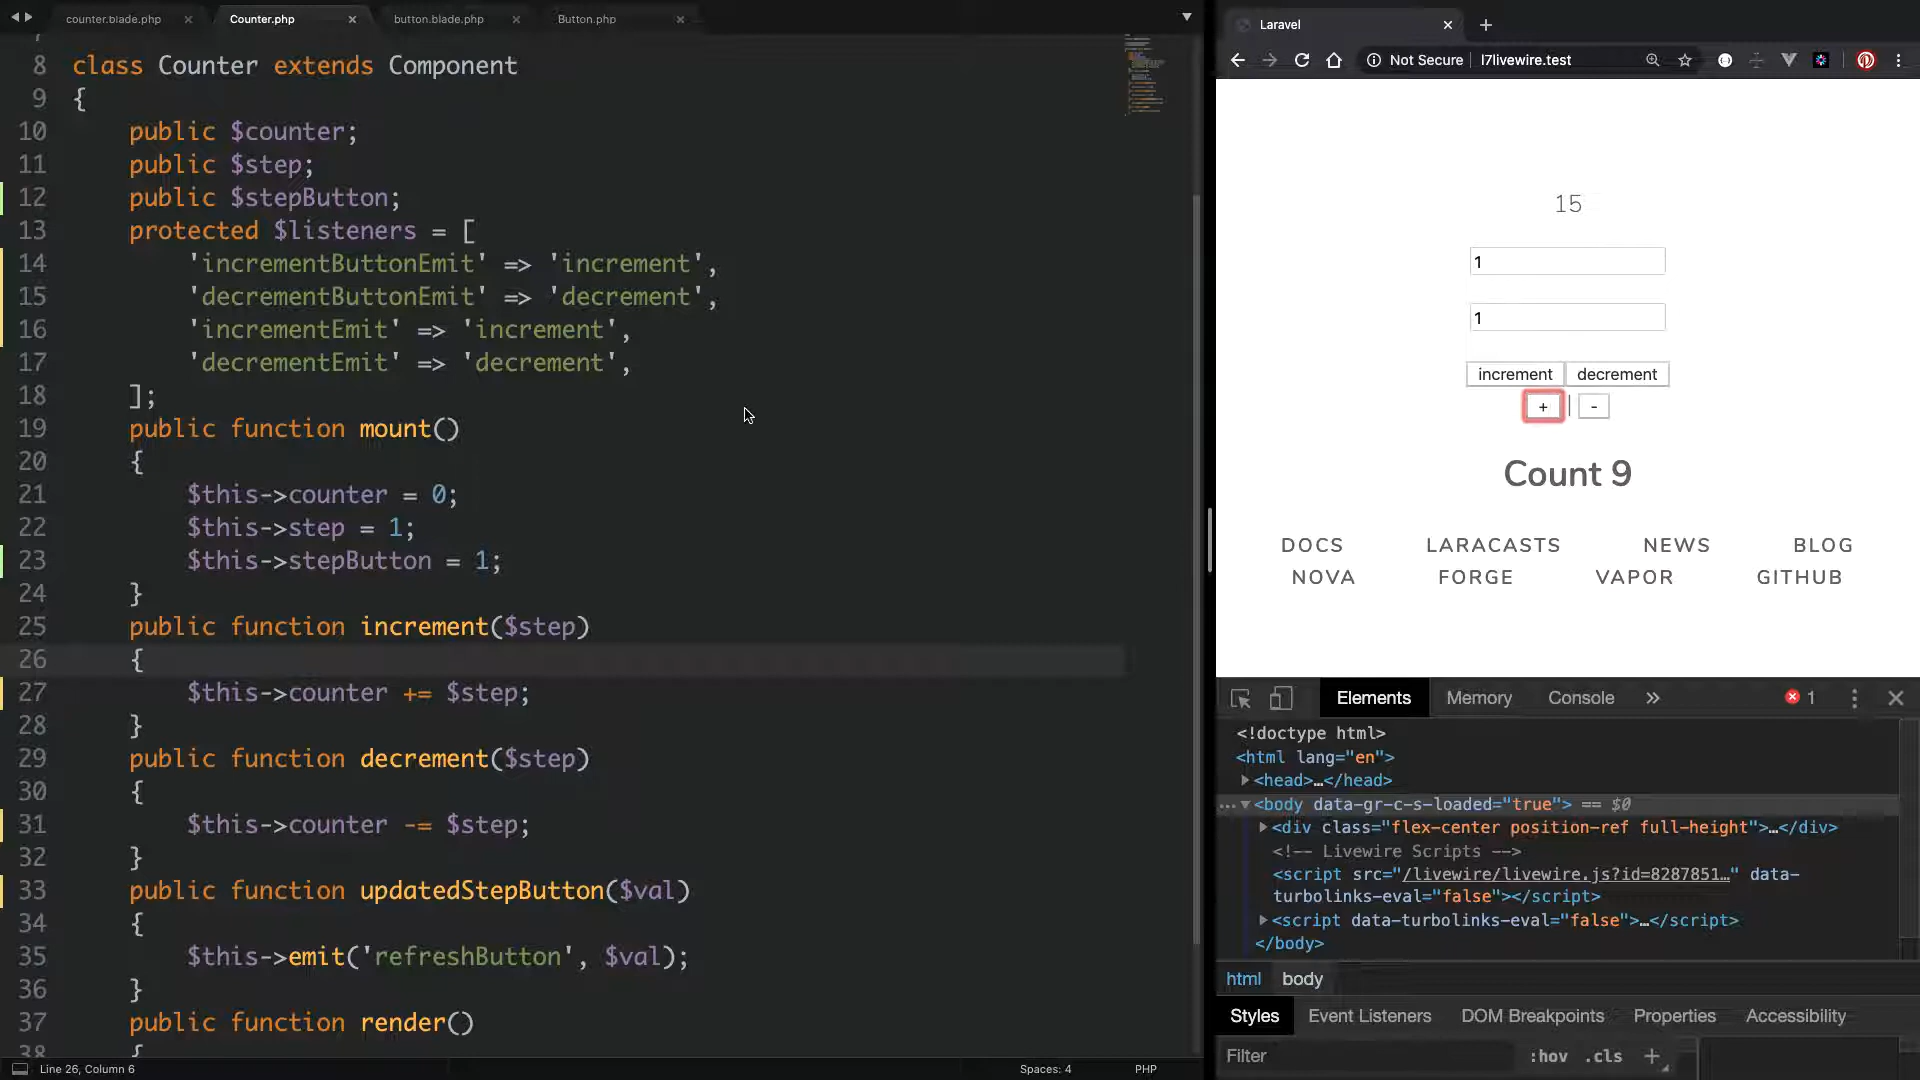 counter.blade.php
Counter.php
button.blade.php
Button.php
8 class Counter extends Component
9 {
10 public $counter;
11 public $step;
12 public $stepButton;
13 protected $listeners = [
14 'incrementButtonEmit' => 'increment',
15 'decrementButtonEmit' => 'decrement',
16 'incrementEmit' => 'increment',
17 'decrementEmit' => 'decrement',
18 ];
19 public function mount()
20 {
21 $this->counter = 0;
22 $this->step = 1;
23 $this->stepButton = 1;
24 }
25 public function increment($step)
26 {
27 $this->counter += $step;
28 }
29 public function decrement($step)
30 {
31 $this->counter -= $step;
32 }
33 public function updatedStepButton($val)
34 {
35 $this->emit('refreshButton', $val);
36 }
37 public function render()
38 {
Line 26, Column 6
Spaces: 4
PHP
Laravel
Not Secure | l7livewire.test
15
1
1
increment decrement
+ | -
Count 9
DOCS LARACASTS NEWS BLOG
NOVA FORGE VAPOR GITHUB
Elements Memory Console » 1
<!doctype html>
<html lang="en">
<head>…</head>
…<body data-gr-c-s-loaded="true"> == $0
<div class="flex-center position-ref full-height">…</div>
<!-- Livewire Scripts -->
<script src="/livewire/livewire.js?id=8287851…" data-
turbolinks-eval="false"></script>
<script data-turbolinks-eval="false">…</script>
</body>
html body
Styles Event Listeners DOM Breakpoints Properties Accessibility
Filter :hov .cls +